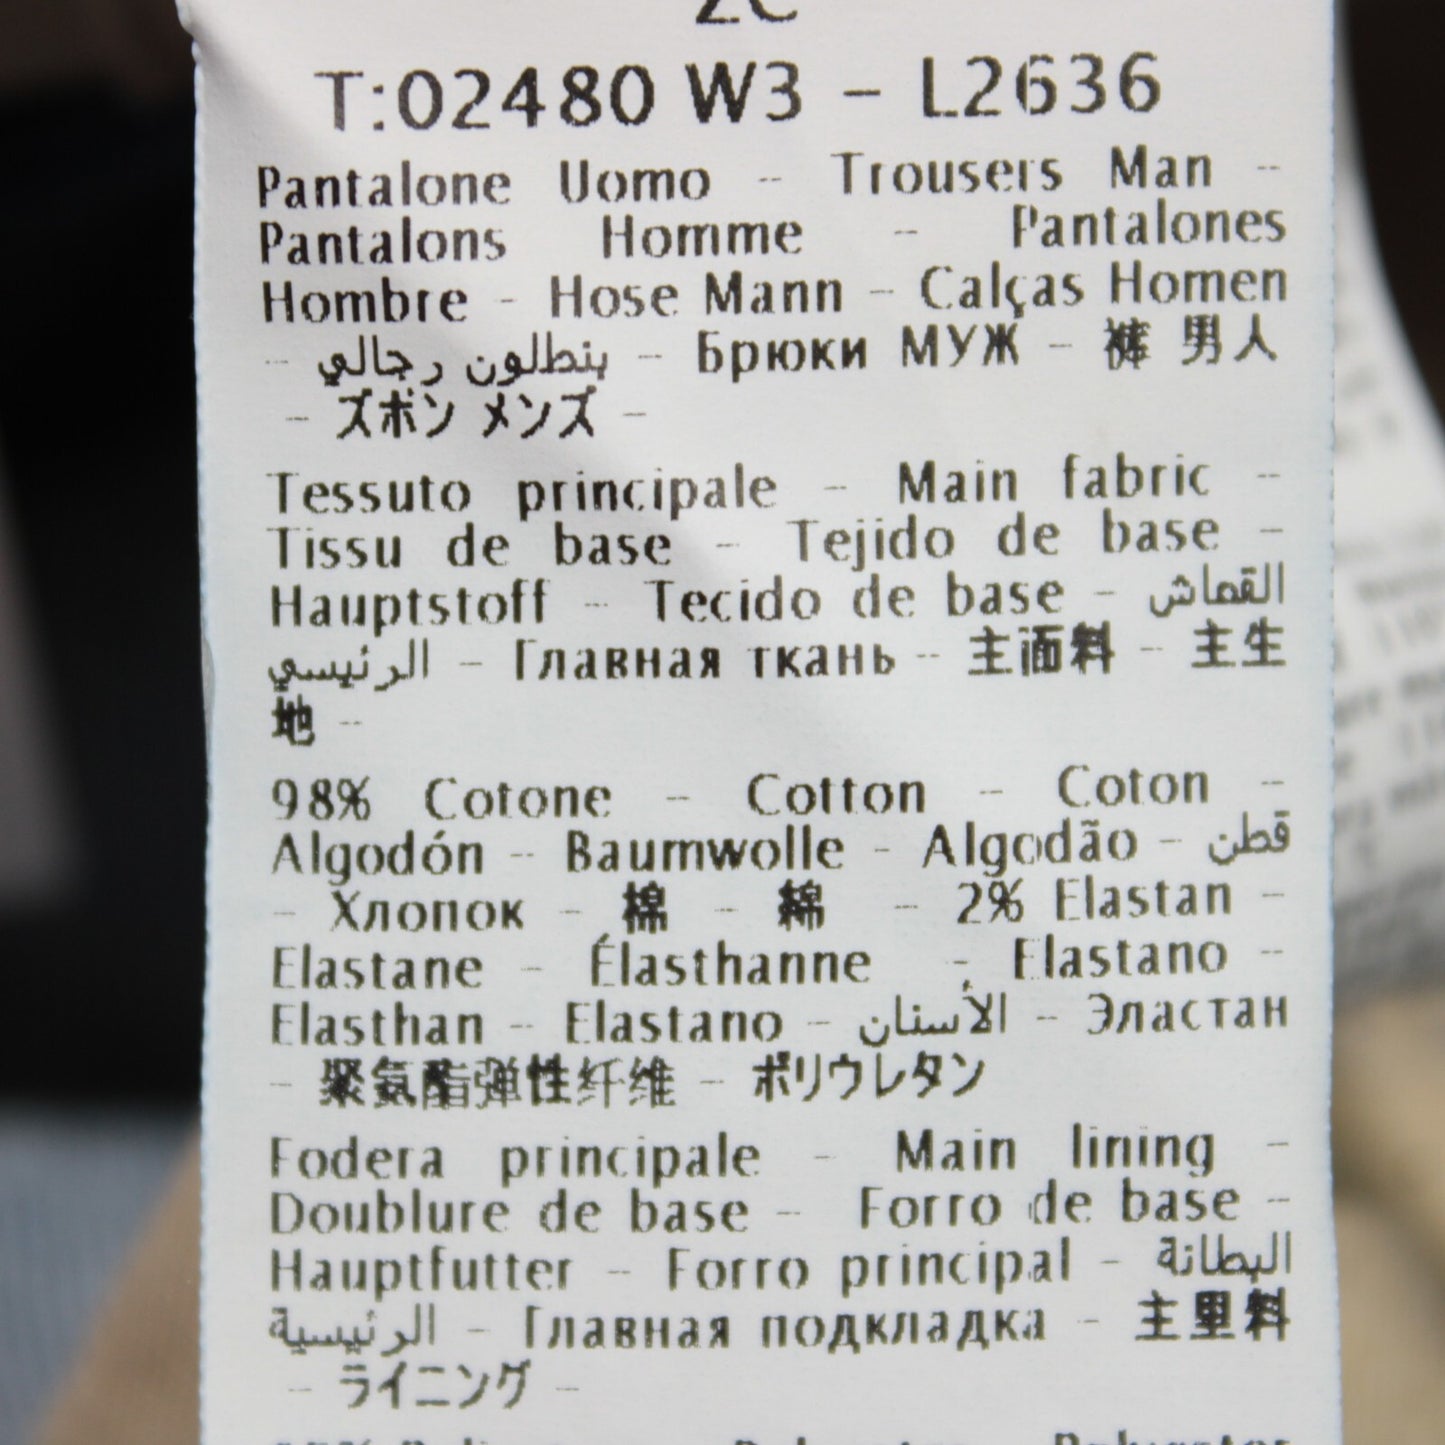 T:02480 W3 - L2636
Pantalone Uomo - Trousers Man -
Pantalons Homme - Pantalones
Hombre - Hose Mann - Calças Homen
- بنطلون رجالي - Брюки МУЖ - 裤 男人
- ズボン メンズ -
Tessuto principale - Main fabric -
Tissu de base - Tejido de base -
Hauptstoff - Tecido de base - القماش
الرئيسي - Главная ткань - 主面料 - 主生
地 -
98% Cotone - Cotton - Coton -
Algodón - Baumwolle - Algodão - قطن
- Хлопок - 棉 - 綿 - 2% Elastan -
Elastane - Élasthanne - Elastano -
Elasthan - Elastano - الأسنان - Эластан
- 聚氨酯弹性纤维 - ポリウレタン
Fodera principale - Main lining -
Doublure de base - Forro de base -
Hauptfutter - Forro principal - البطانة
الرئيسية - Главная подкладка - 主里料
- ライニング -